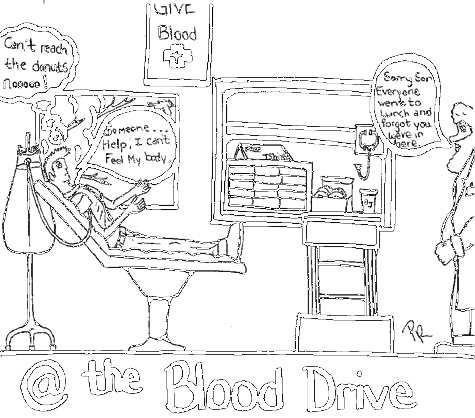 GIVE
Blood
Can't reach
the donuts
Nooooo!
Someone...
Help, I can't
Feel My body.
Sorry Son
Everyone
went to
Lunch and
forgot you
were in
here.
PR
@ the Blood Drive